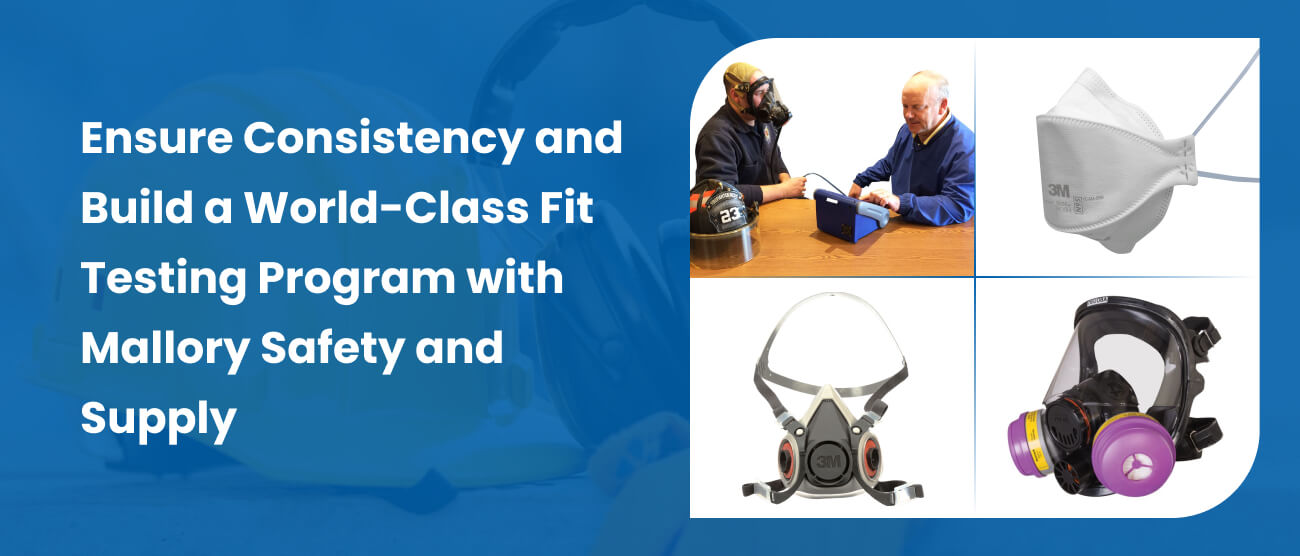 Ensure Consistency and
Build a World-Class Fit
Testing Program with
Mallory Safety and
Supply
23
3M
3M